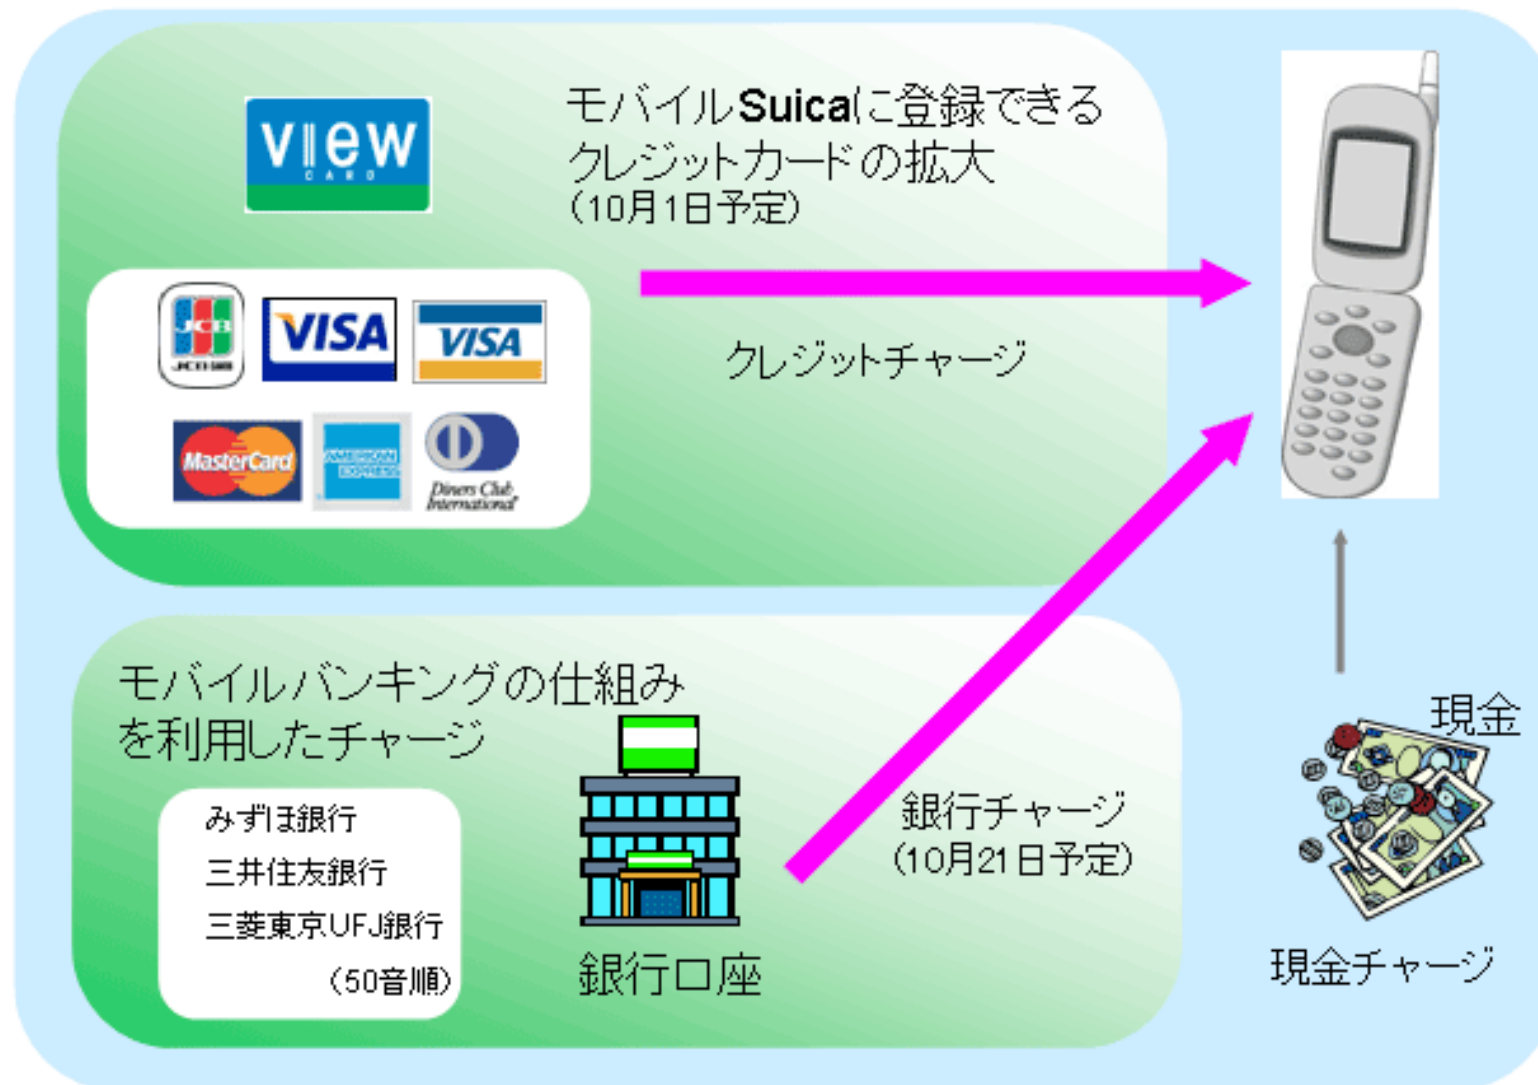 VIEW
CARD
モバイルSuicaに登録できる
クレジットカードの拡大
(10月1日予定)
JCB
VISA
VISA
クレジットチャージ
MasterCard
AMERICAN
EXPRESS
Diners Club
International
モバイルバンキングの仕組み
を利用したチャージ
みずほ銀行
三井住友銀行
三菱東京UFJ銀行
(50音順)
銀行口座
銀行チャージ
(10月21日予定)
現金
現金チャージ